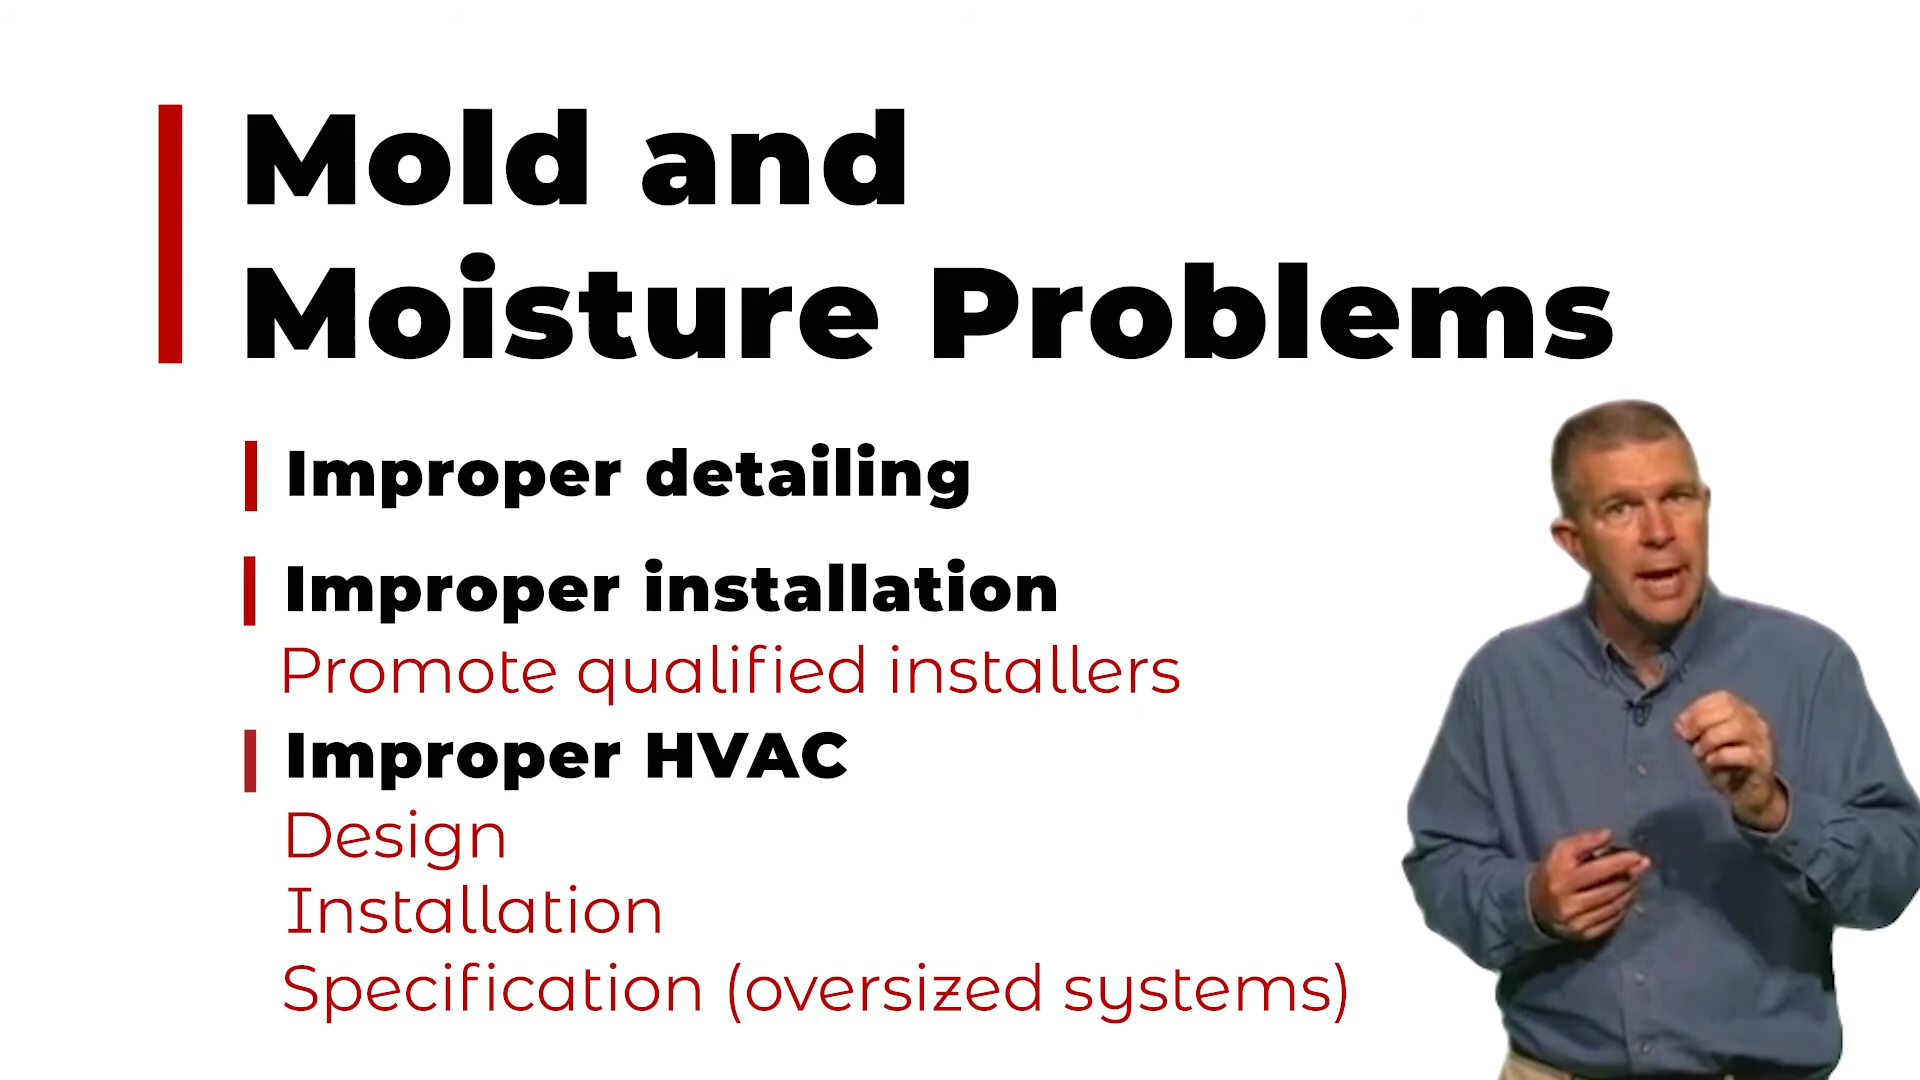 Mold and
Moisture Problems
Improper detailing
Improper installation
Promote qualified installers
Improper HVAC
Design
Installation
Specification (oversized systems)